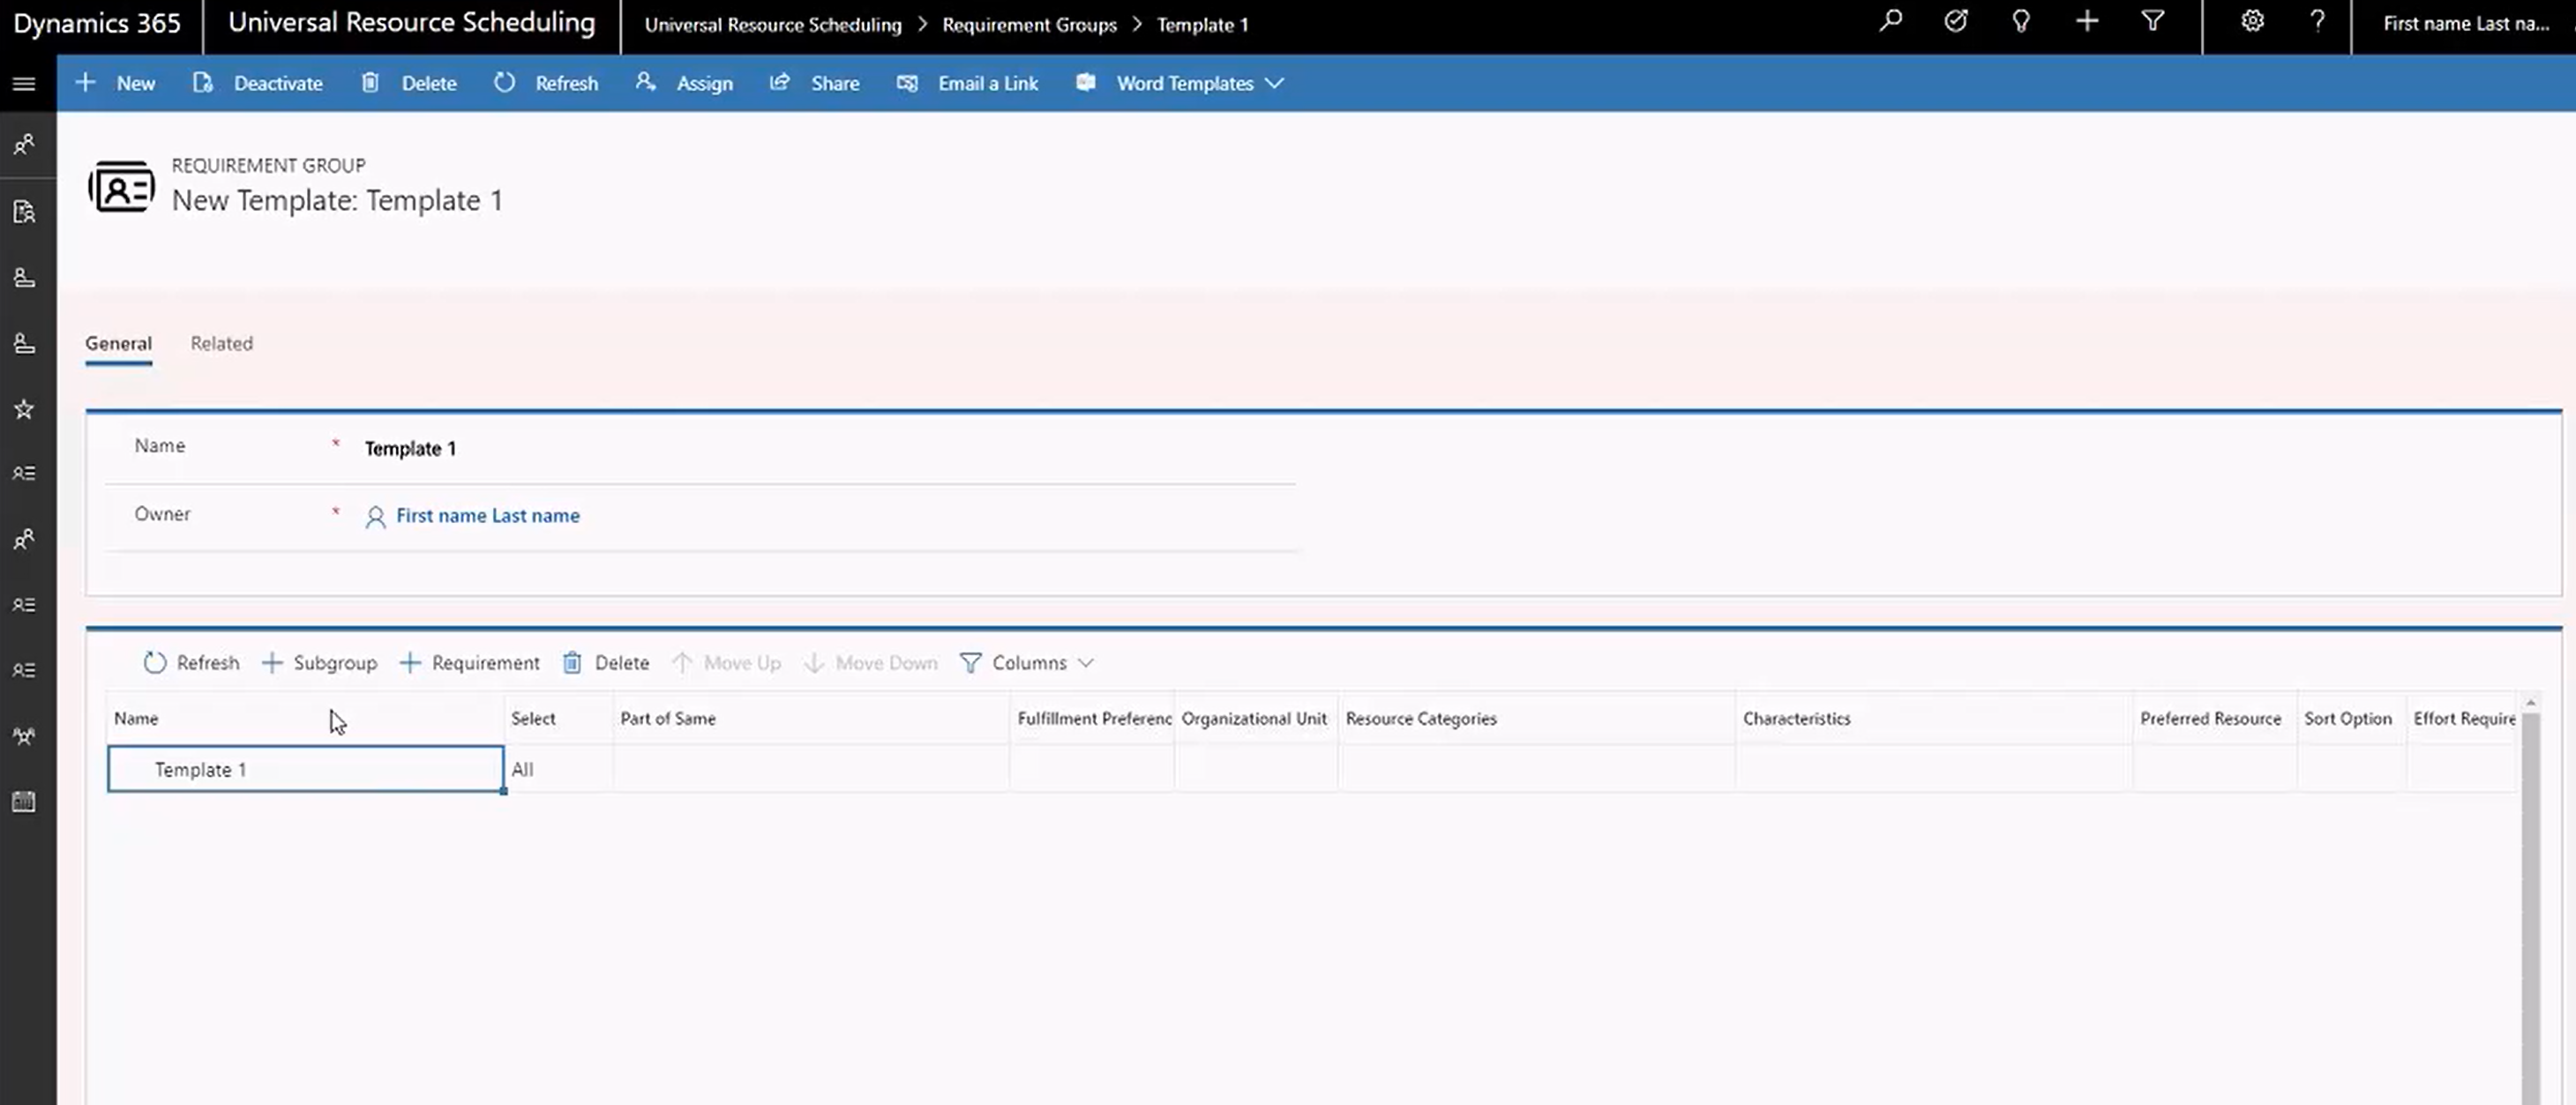 Dynamics 365 Universal Resource Scheduling Universal Resource Scheduling > Requirement Groups > Template 1 First name Last na...
New Deactivate Delete Refresh Assign Share Email a Link Word Templates
REQUIREMENT GROUP
New Template: Template 1
General Related
Name * Template 1
Owner * First name Last name
Refresh Subgroup Requirement Delete Move Up Move Down Columns
Name Select Part of Same Fulfillment Preferenc Organizational Unit Resource Categories Characteristics Preferred Resource Sort Option Effort Require
Template 1 All